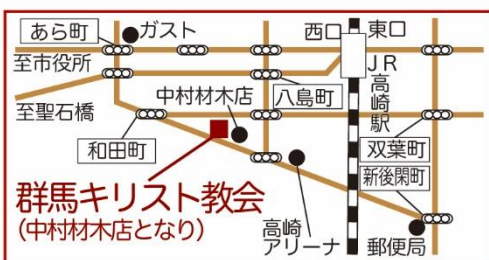 あら町
ガスト
西口
東口
至市役所
JR高崎駅
至聖石橋
中村材木店
八島町
和田町
双葉町
新後閑町
群馬キリスト教会
(中村材木店となり)
高崎
アリーナ
郵便局